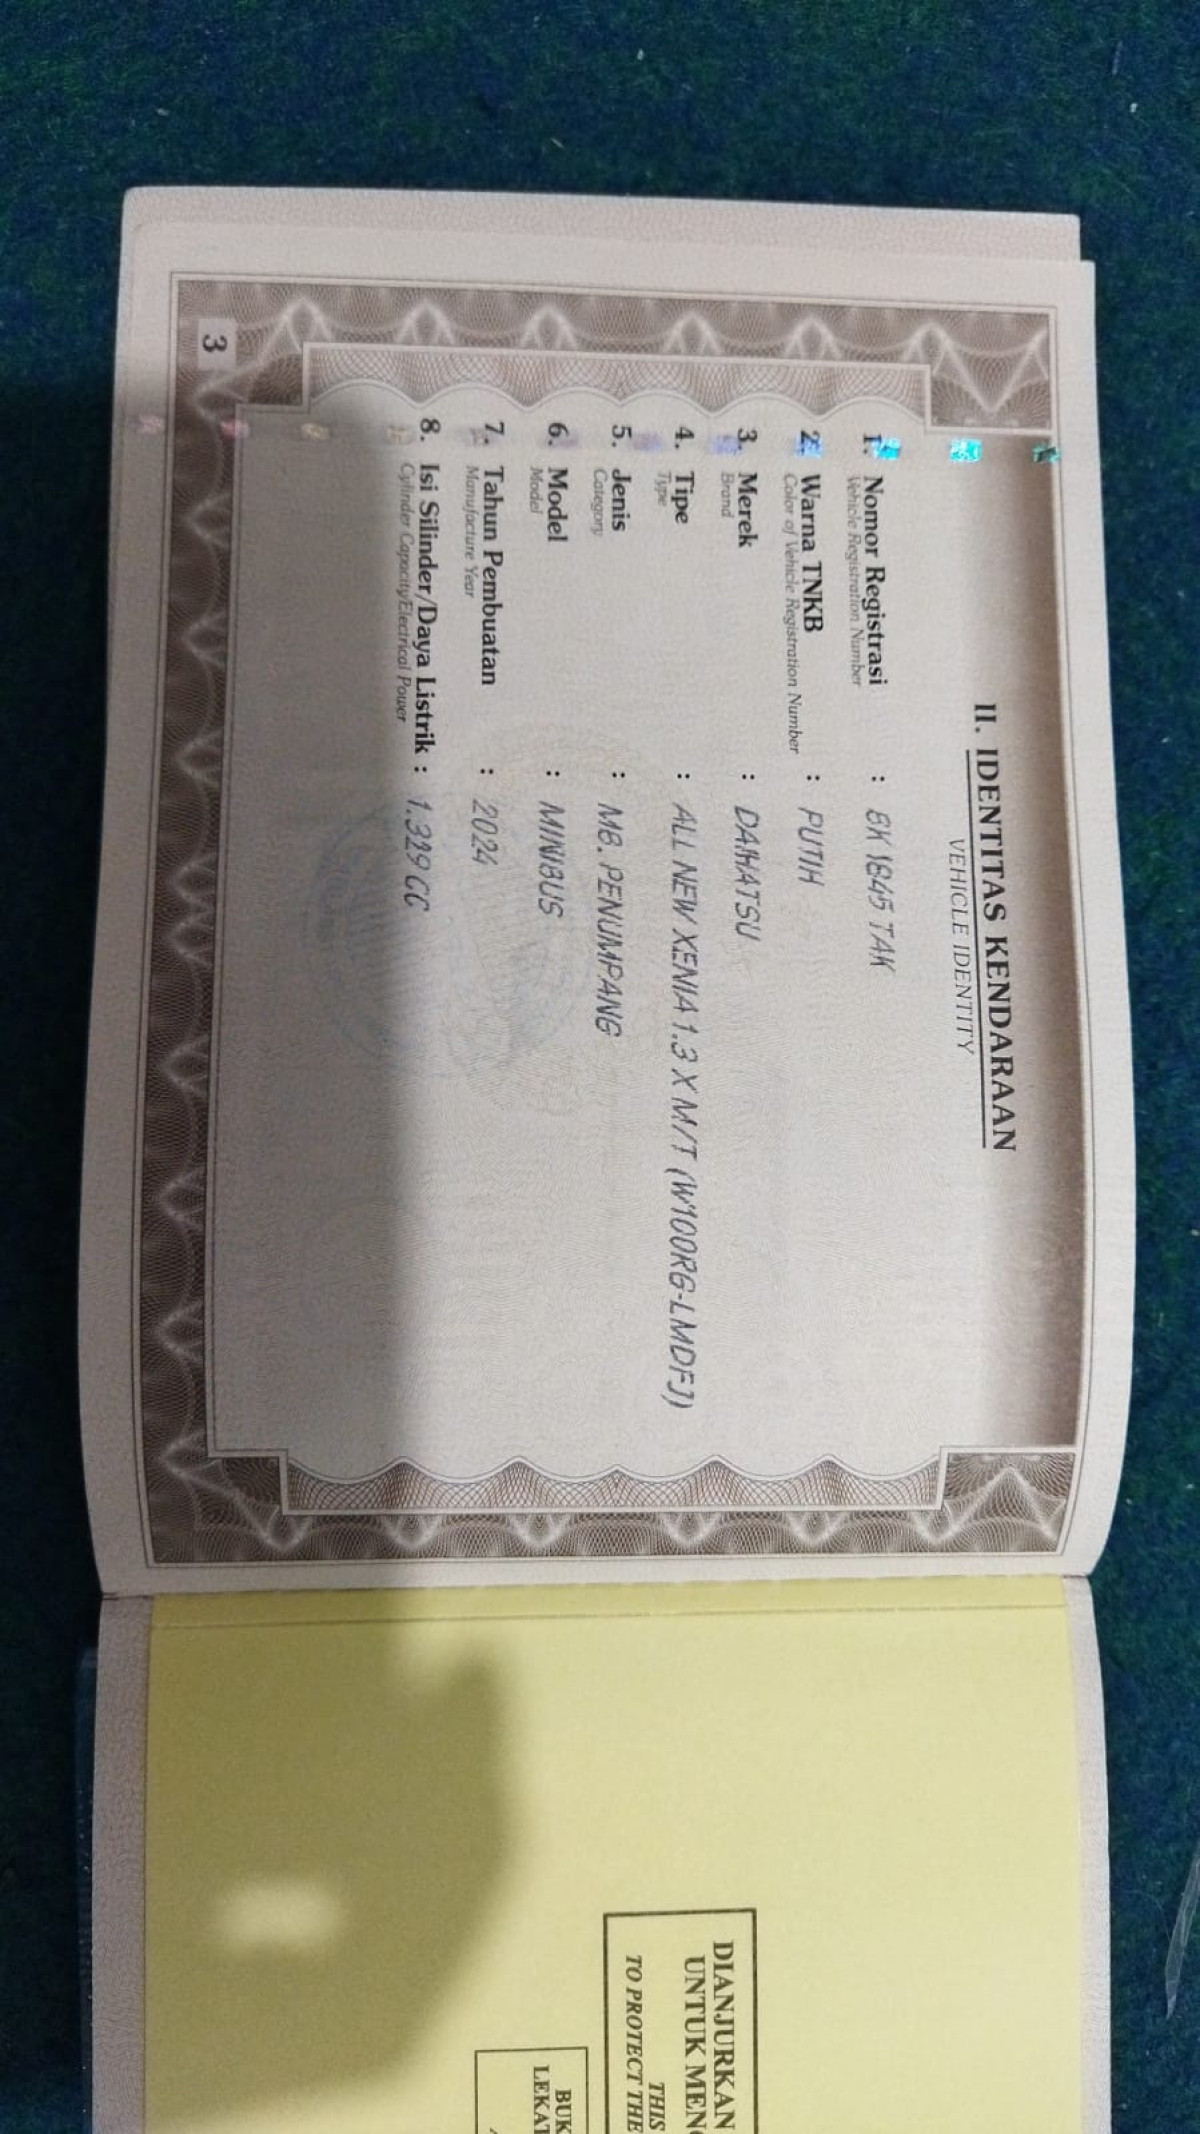 II. IDENTITAS KENDARAAN
VEHICLE IDENTITY
1. Nomor Registrasi : BK 1845 TAK
Vehicle Registration Number
2. Warna TNKB : PUTIH
Color of Vehicle Registration Number
3. Merek : DAIHATSU
Brand
4. Tipe : ALL NEW XENIA 1.3 X M/T (W100RG-LMDFJ)
Type
5. Jenis : MB. PENUMPANG
Category
6. Model : MINIBUS
Model
7. Tahun Pembuatan : 2024
Manufacture Year
8. Isi Silinder/Daya Listrik : 1.329 CC
Cylinder Capacity/Electrical Power
3
DIANJURKAN
UNTUK MENG
THIS
TO PROTECT THE
BUK
LEKAT